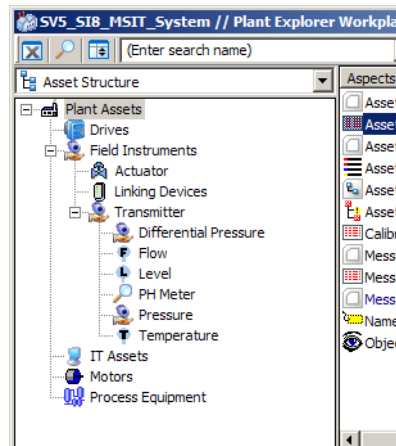 SV5_SI8_MSIT_System // Plant Explorer
(Enter search name)
Asset Structure
Aspects
Plant Assets
Drives
Field Instruments
Actuator
Linking Devices
Transmitter
Differential Pressure
Flow
Level
PH Meter
Pressure
Temperature
IT Assets
Motors
Process Equipment
Name